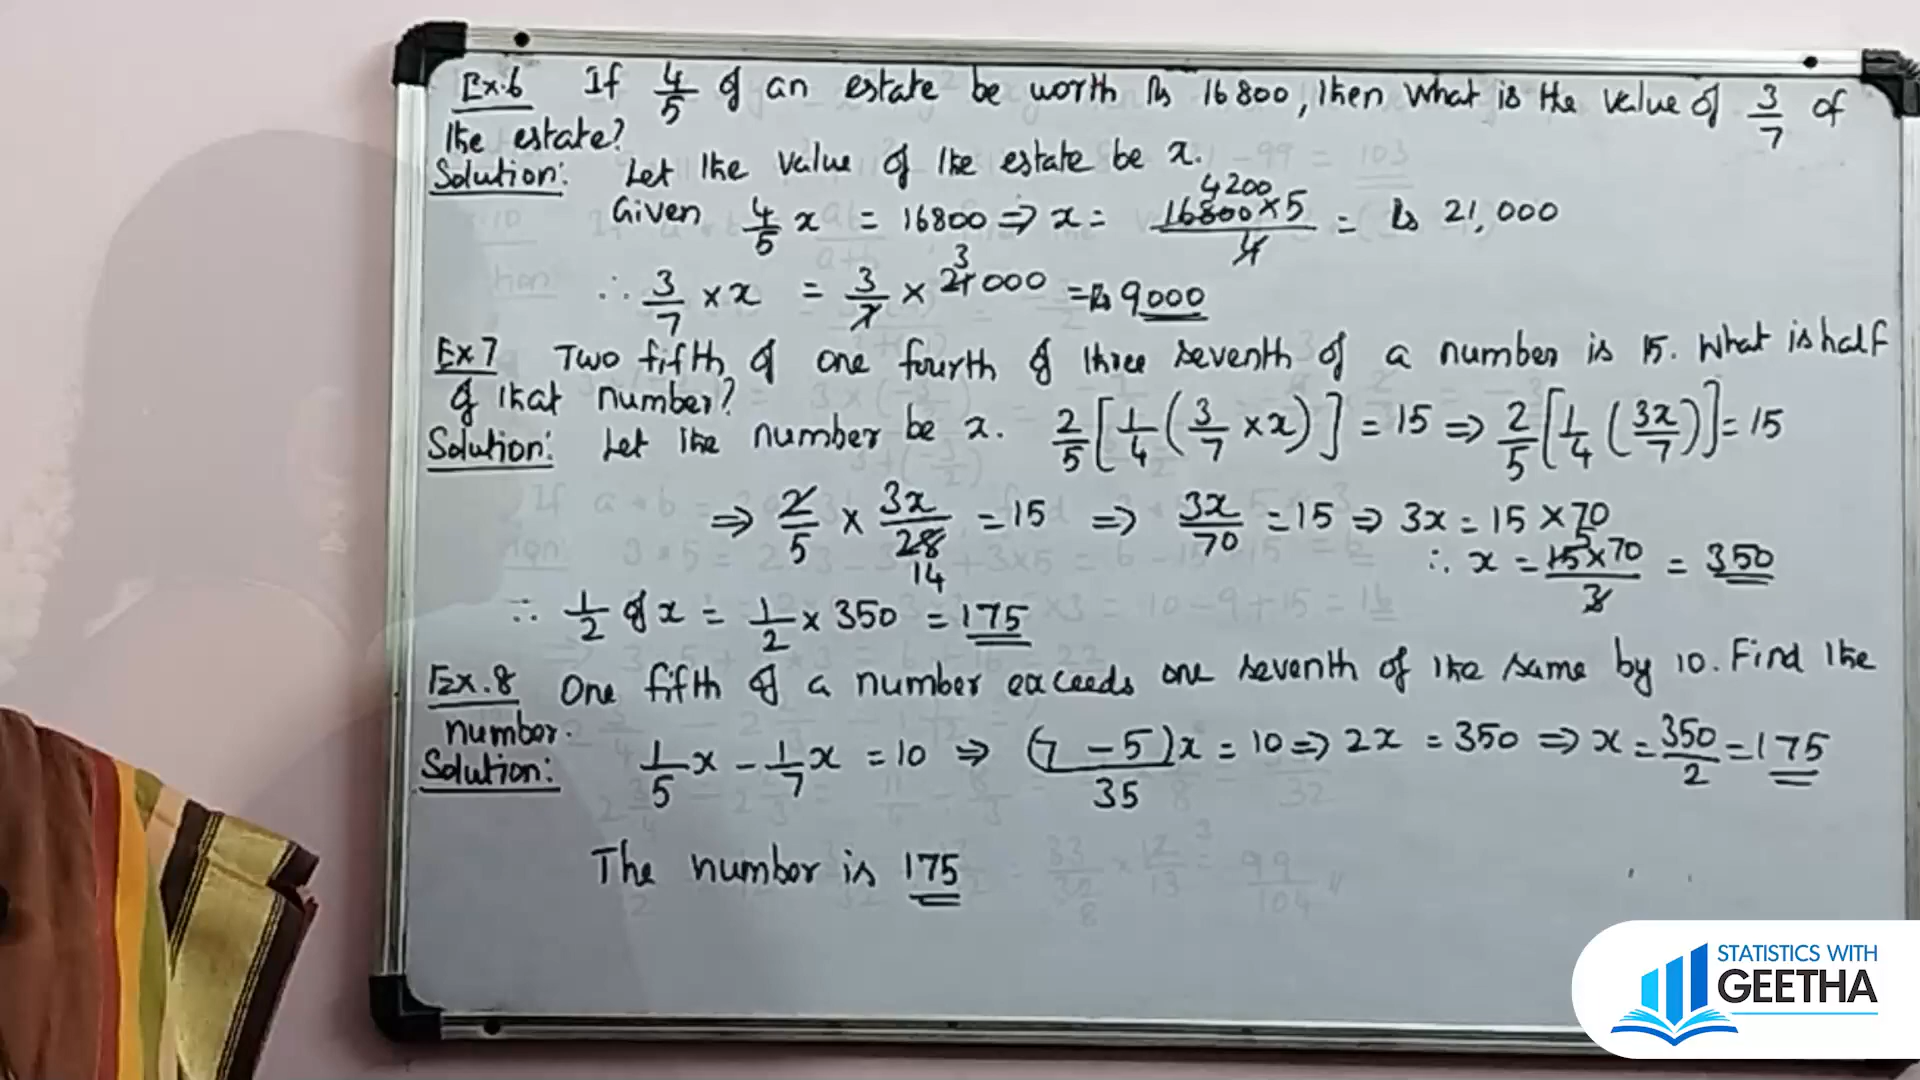 Ex.6 If 4/5 of an estate be worth Rs 16800, then what is the value of 3/7 of
the estate?
Solution: Let the value of the estate be x.
Given 4/5 x = 16800 ⇒ x = 16800×5/4 = Rs 21,000
4200
∴ 3/7 × x = 3/7 × 21000 = Rs 9000
3
Ex 7 Two fifth of one fourth of three seventh of a number is 15. What is half
of that number?
Solution: Let the number be x. 2/5[1/4(3/7 × x)] = 15 ⇒ 2/5[1/4(3x/7)] = 15
⇒ 2/5 × 3x/28 = 15 ⇒ 3x/70 = 15 ⇒ 3x = 15 × 70
14
∴ x = 15×70/3 = 350
5
∴ 1/2 of x = 1/2 × 350 = 175
Ex.8 One fifth of a number exceeds one seventh of the same by 10. Find the
number.
Solution: 1/5 x − 1/7 x = 10 ⇒ (7 − 5)x/35 = 10 ⇒ 2x = 350 ⇒ x = 350/2 = 175
The number is 175
STATISTICS WITH
GEETHA